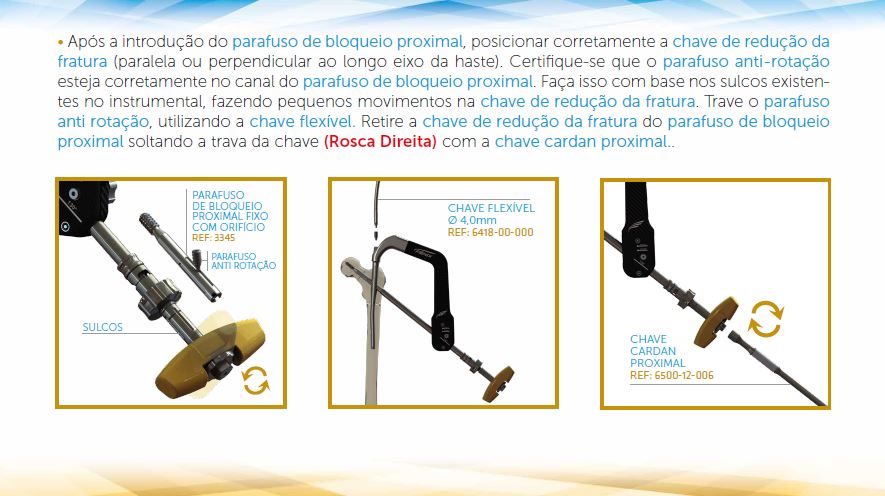 • Após a introdução do parafuso de bloqueio proximal, posicionar corretamente a chave de redução da
fratura (paralela ou perpendicular ao longo eixo da haste). Certifique-se que o parafuso anti-rotação
esteja corretamente no canal do parafuso de bloqueio proximal. Faça isso com base nos sulcos existen-
tes no instrumental, fazendo pequenos movimentos na chave de redução da fratura. Trave o parafuso
anti rotação, utilizando a chave flexível. Retire a chave de redução da fratura do parafuso de bloqueio
proximal soltando a trava da chave (Rosca Direita) com a chave cardan proximal..
PARAFUSO
DE BLOQUEIO
PROXIMAL FIXO
COM ORIFÍCIO
REF: 3345
PARAFUSO
ANTI ROTAÇÃO
SULCOS
CHAVE FLEXÍVEL
Ø 4,0mm
REF: 6418-00-000
CHAVE
CARDAN
PROXIMAL
REF: 6500-12-006